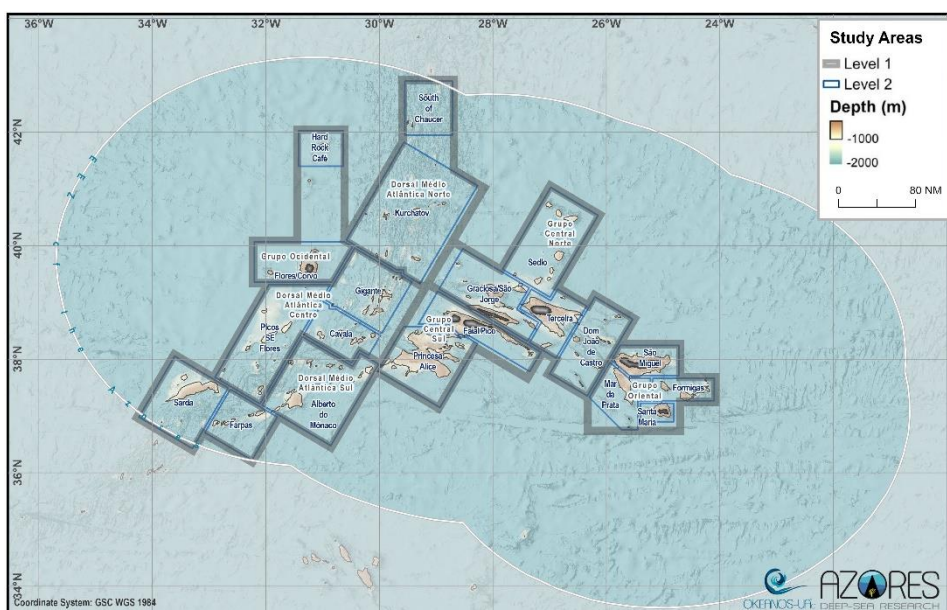 36°W
34°W
32°W
30°W
28°W
26°W
24°W
42°N
40°N
38°N
36°N
34°N
Study Areas
Level 1
Level 2
Depth (m)
-1000
-2000
0 80 NM
South
of
Chaucer
Hard
Rock
Café
Dorsal Médio
Atlântica Norte
Kurchatov
Grupo
Central
Norte
Sedlo
Grupo Ocidental
Flores/Corvo
Gigante
Graciosa/São
Jorge
Terceira
Dorsal Médio
Atlântica
Centro
Cavala
Picos
SE
Flores
Grupo
Central
Sul
Faial/Pico
Princesa
Alice
Dom
João
de
Castro
São
Miguel
Dorsal Médio
Atlântica Sul
Mar
da
Prata
Grupo
Oriental
Formigas
Santa
Maria
Sarda
Farpas
Alberto
do
Mónaco
Coordinate System: GSC WGS 1984
OKEANOS-UAc
AZORES
DEEP-SEA RESEARCH